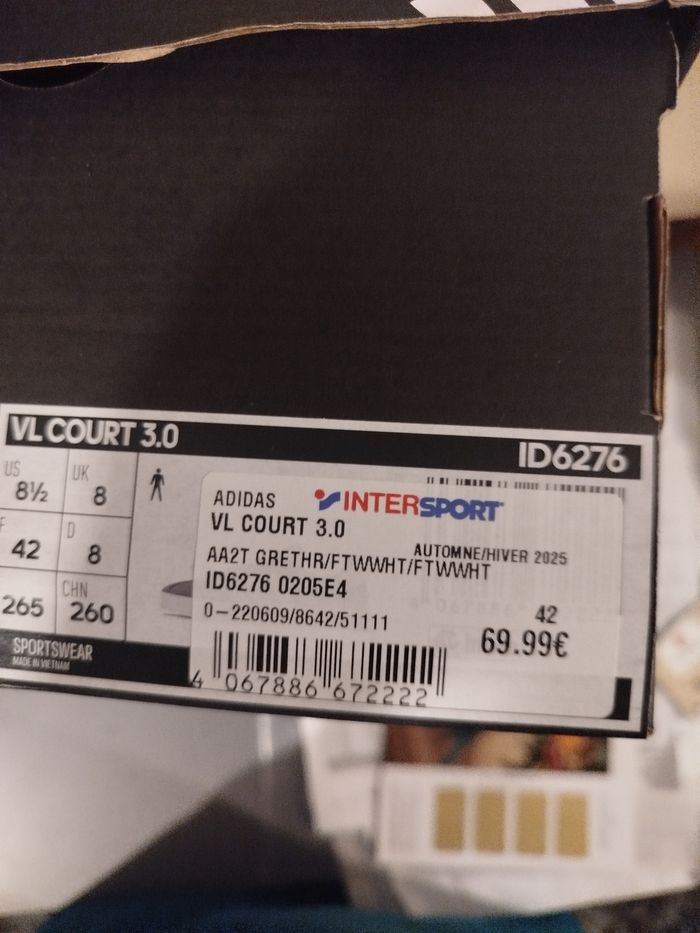 VL COURT 3.0
ID6276
US
8½
UK
8
F
42
D
8
265
CHN
260
SPORTSWEAR
MADE IN VIETNAM
ADIDAS
INTERSPORT
VL COURT 3.0
AUTOMNE/HIVER 2025
AA2T GRETHR/FTWWHT/FTWWHT
ID6276 0205E4
0-220609/8642/51111
42
69.99€
4 067886 672222